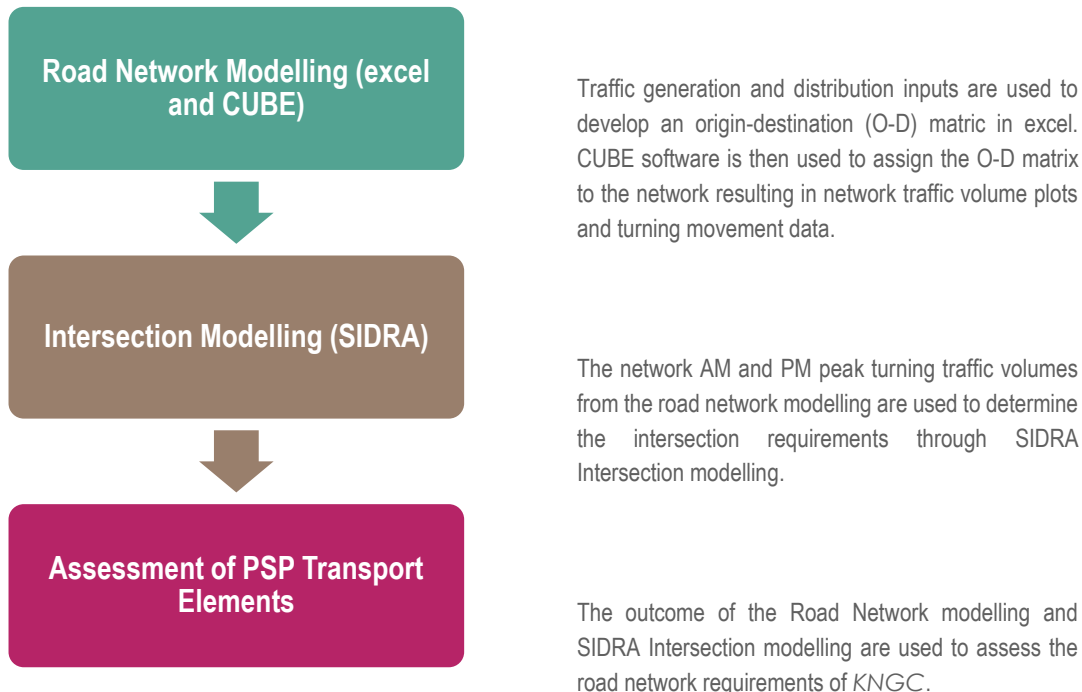 Road Network Modelling (excel
and CUBE)
Traffic generation and distribution inputs are used to
develop an origin-destination (O-D) matric in excel.
CUBE software is then used to assign the O-D matrix
to the network resulting in network traffic volume plots
and turning movement data.
Intersection Modelling (SIDRA)
The network AM and PM peak turning traffic volumes
from the road network modelling are used to determine
the intersection requirements through SIDRA
Intersection modelling.
Assessment of PSP Transport
Elements
The outcome of the Road Network modelling and
SIDRA Intersection modelling are used to assess the
road network requirements of KNGC.